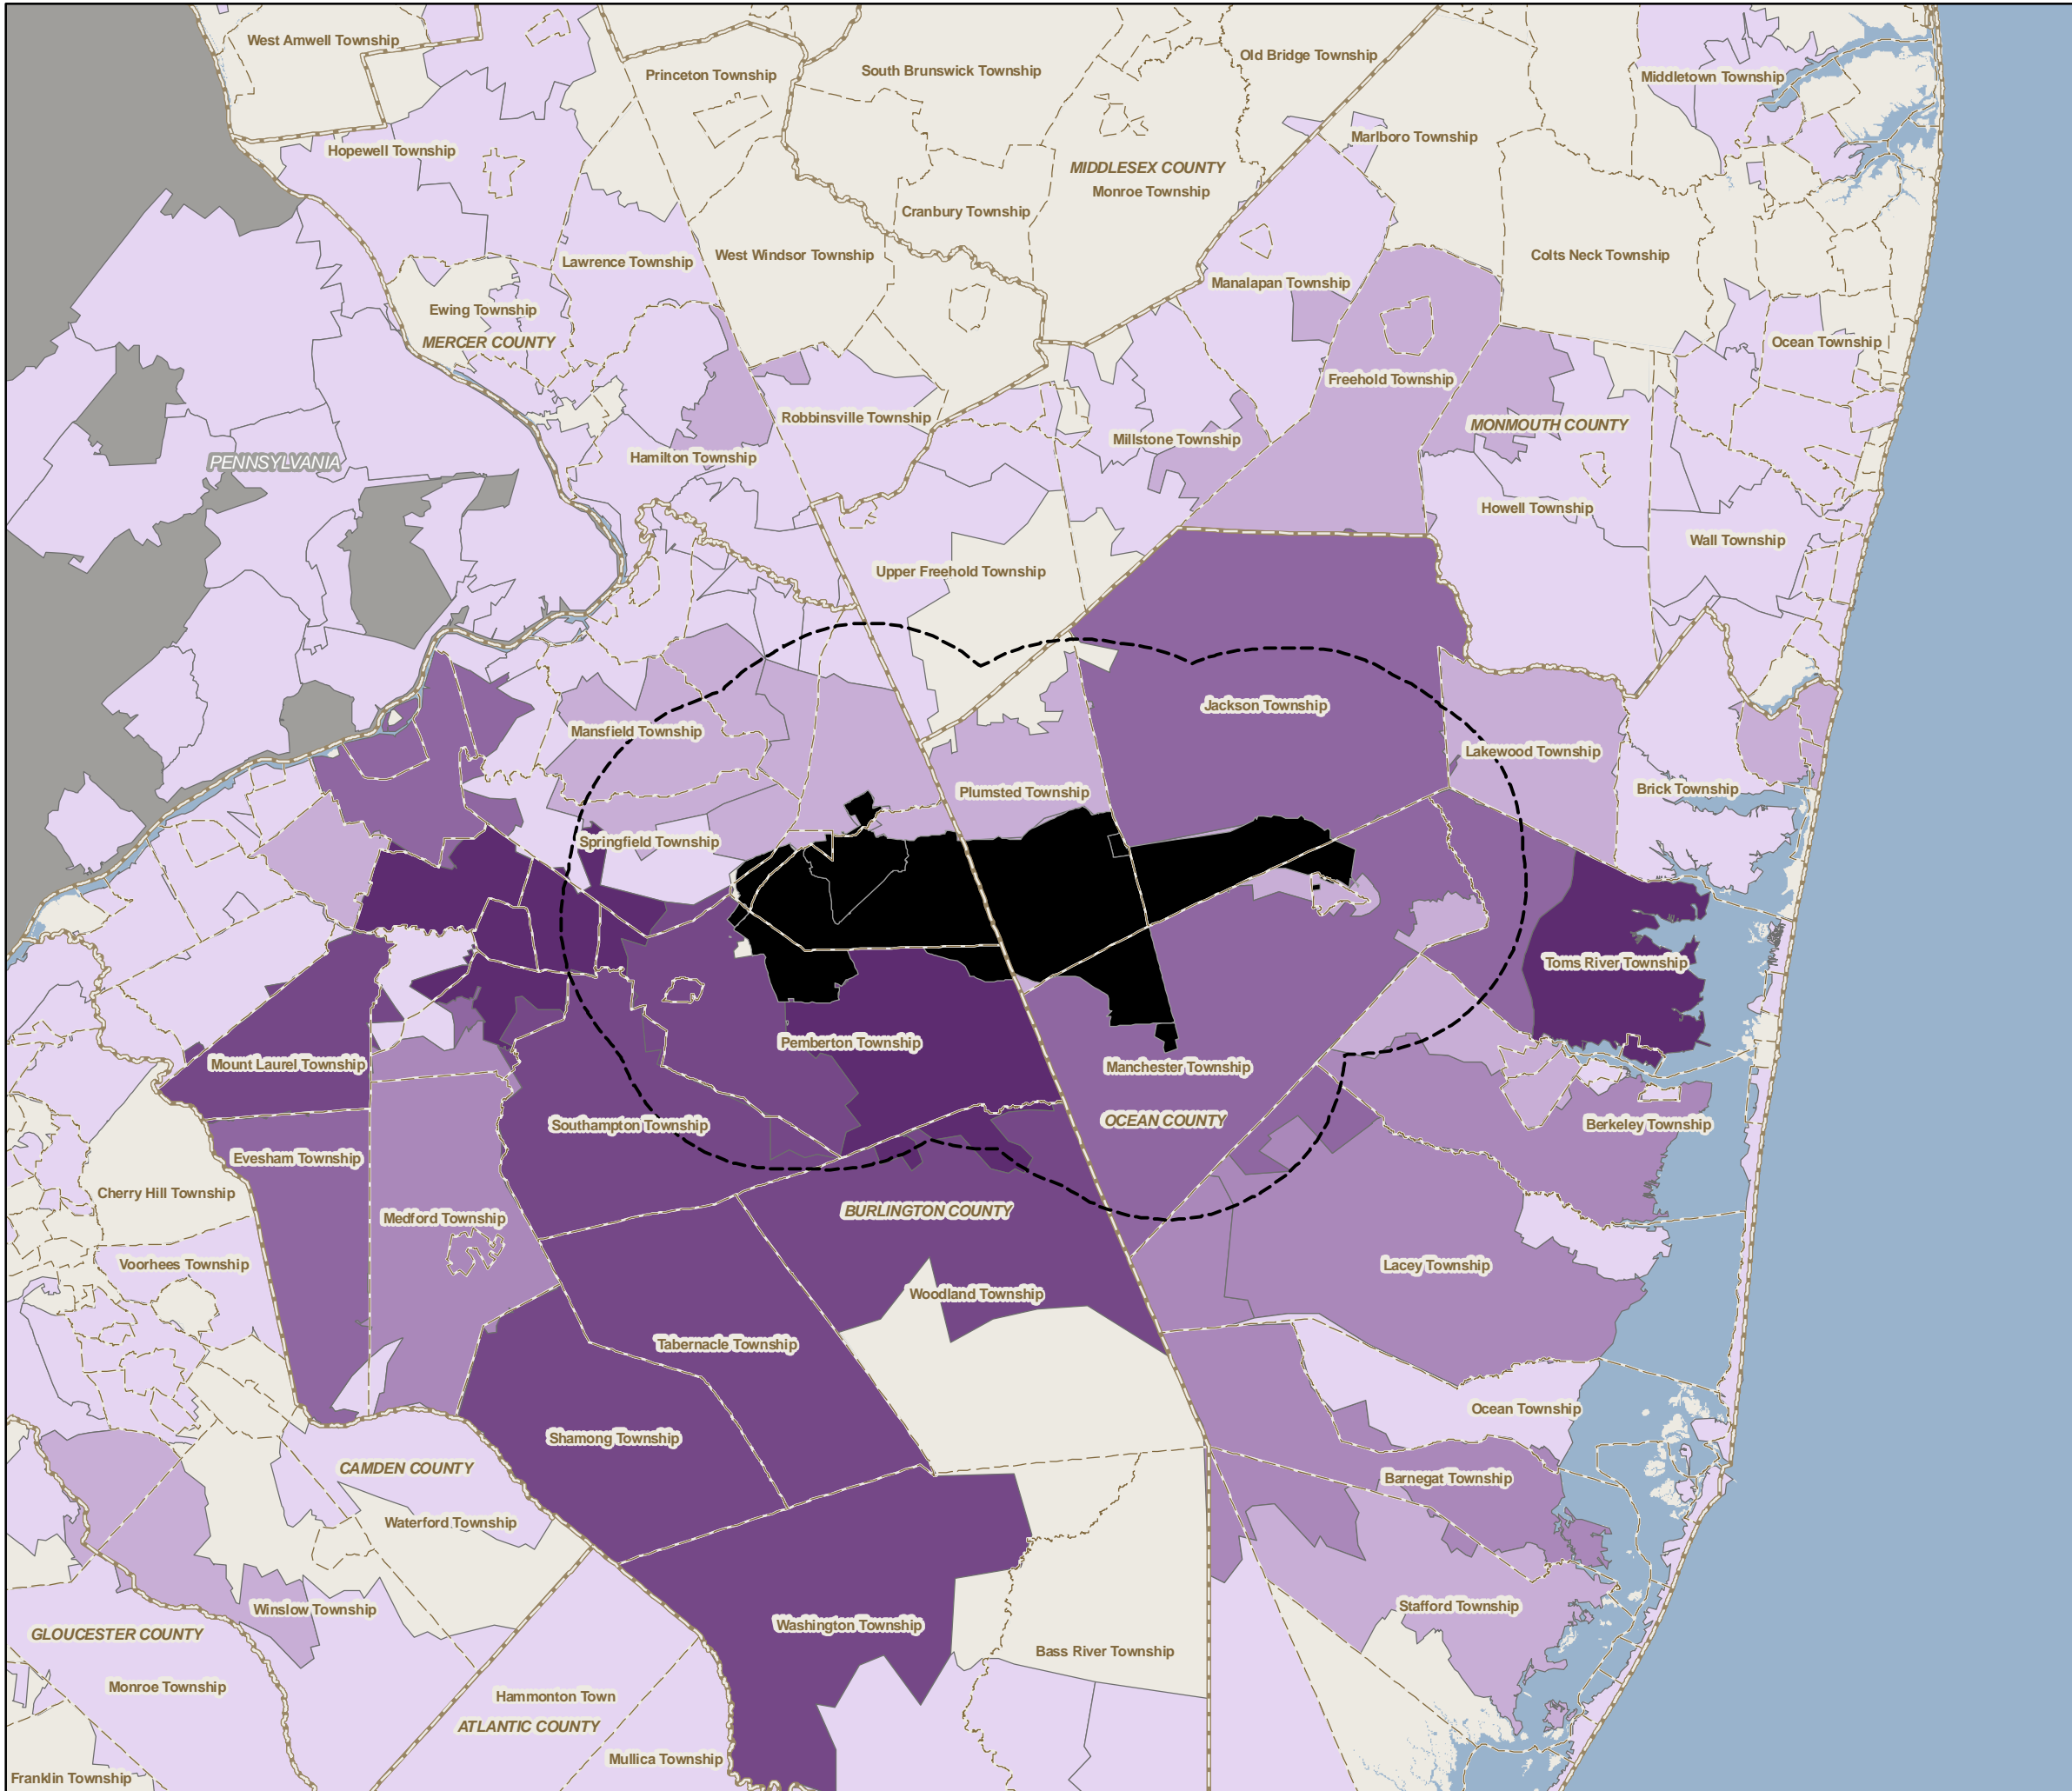 West Amwell Township
Old Bridge Township
Princeton Township
South Brunswick Township
Middletown Township
Marlboro Township
Hopewell Township
MIDDLESEX COUNTY
Monroe Township
Cranbury Township
West Windsor Township
Colts Neck Township
Lawrence Township
Manalapan Township
Ewing Township
MERCER COUNTY
Ocean Township
Freehold Township
Robbinsville Township
MONMOUTH COUNTY
Millstone Township
Hamilton Township
PENNSYLVANIA
Howell Township
Wall Township
Upper Freehold Township
Jackson Township
Mansfield Township
Lakewood Township
Plumsted Township
Brick Township
Springfield Township
Toms River Township
Pemberton Township
Mount Laurel Township
Manchester Township
OCEAN COUNTY
Southampton Township
Berkeley Township
Evesham Township
Cherry Hill Township
BURLINGTON COUNTY
Medford Township
Voorhees Township
Lacey Township
Woodland Township
Tabernacle Township
Ocean Township
Shamong Township
CAMDEN COUNTY
Barnegat Township
Waterford Township
Stafford Township
Winslow Township
Washington Township
GLOUCESTER COUNTY
Bass River Township
Monroe Township
Hammonton Town
ATLANTIC COUNTY
Mullica Township
Franklin Township